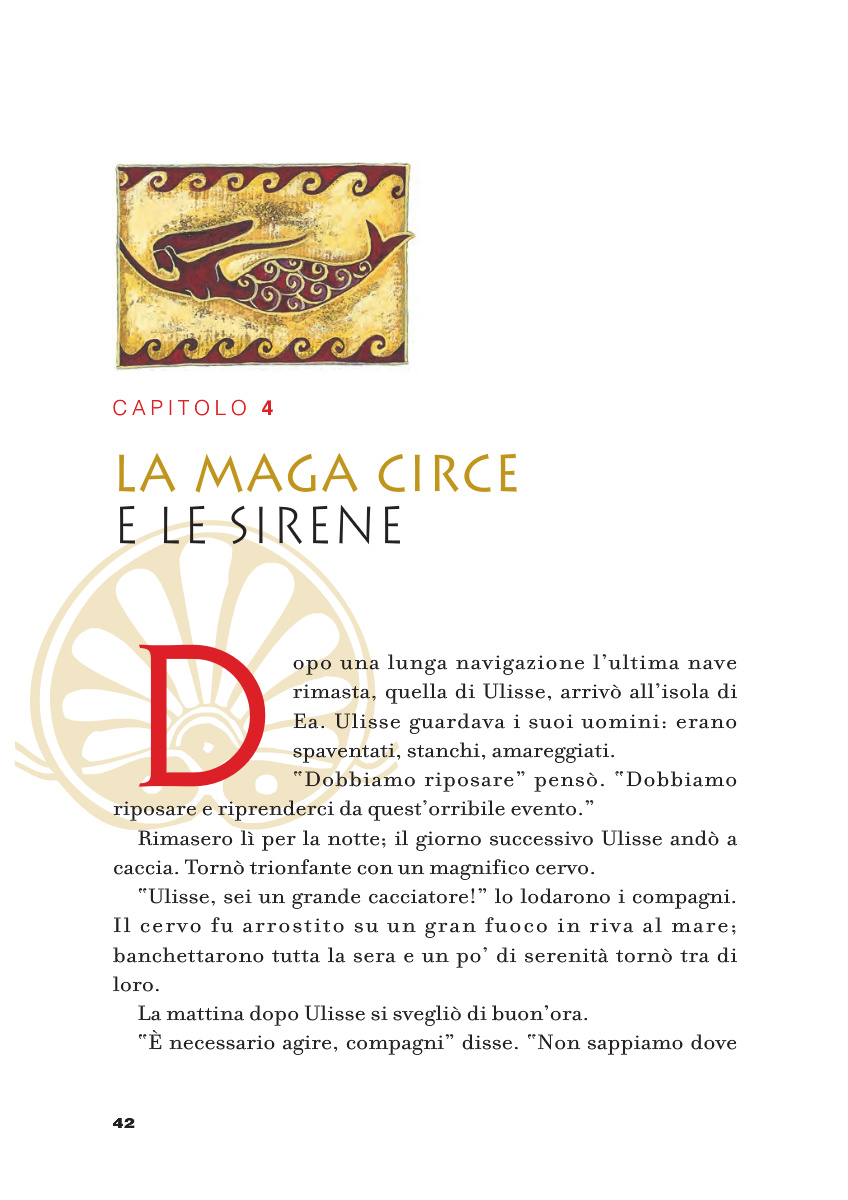 CAPITOLO 4
LA MAGA CIRCE
E LE SIRENE
Dopo una lunga navigazione l’ultima nave
rimasta, quella di Ulisse, arrivò all’isola di
Ea. Ulisse guardava i suoi uomini: erano
spaventati, stanchi, amareggiati.
‟Dobbiamo riposare” pensò. ‟Dobbiamo
riposare e riprenderci da quest’orribile evento.”
Rimasero lì per la notte; il giorno successivo Ulisse andò a
caccia. Tornò trionfante con un magnifico cervo.
‟Ulisse, sei un grande cacciatore!” lo lodarono i compagni.
Il cervo fu arrostito su un gran fuoco in riva al mare;
banchettarono tutta la sera e un po’ di serenità tornò tra di
loro.
La mattina dopo Ulisse si svegliò di buon’ora.
‟È necessario agire, compagni” disse. ‟Non sappiamo dove
42